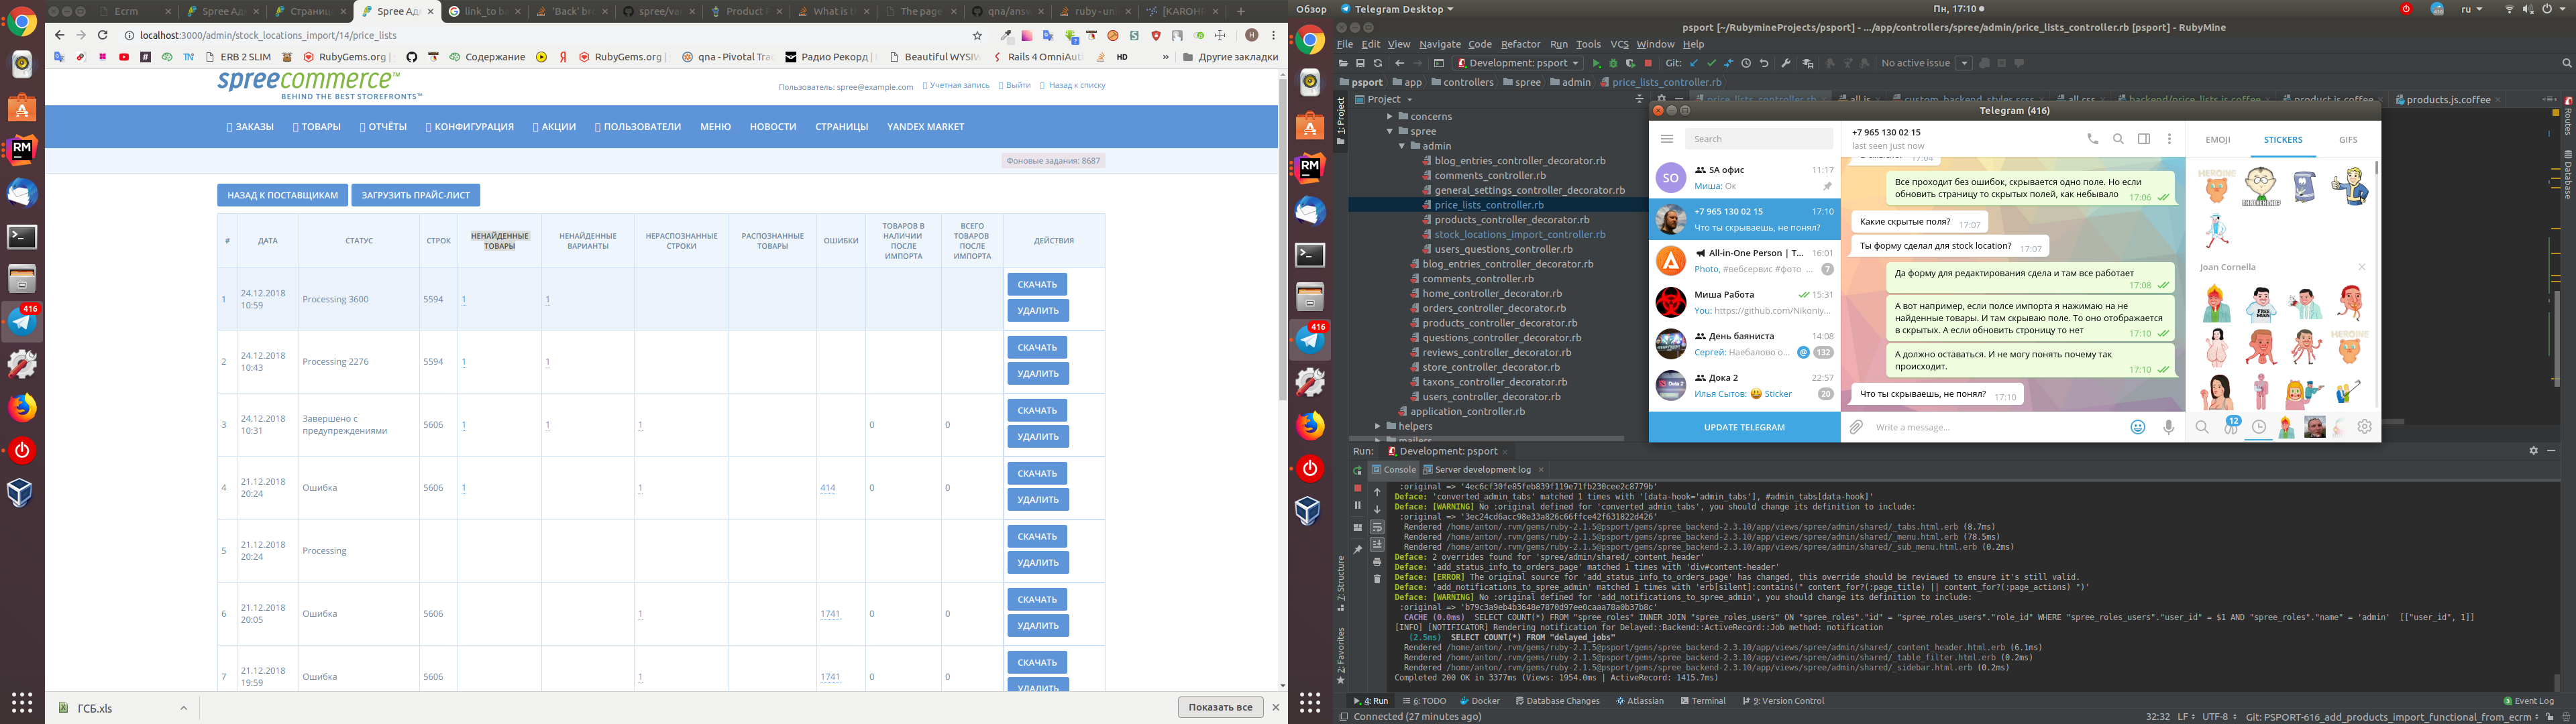 Ecrm
Spree Ад
Страниц
Spree Ад
link_to ba
'Back' bro
spree/va
Product P
What is t
The page
qna/answ
ruby - un
[KAROHR
localhost:3000/admin/stock_locations_import/14/price_lists
ERB 2 SLIM
RubyGems.org
Содержание
RubyGems.org
qna - Pivotal Tra
Радио Рекорд
Beautiful WYSIW
Rails 4 OmniAut
HD
Другие закладки
spreecommerce™
BEHIND THE BEST STOREFRONTS™
Пользователь: spree@example.com
Учетная запись
Выйти
Назад к списку
ЗАКАЗЫ
ТОВАРЫ
ОТЧЁТЫ
КОНФИГУРАЦИЯ
АКЦИИ
ПОЛЬЗОВАТЕЛИ
МЕНЮ
НОВОСТИ
СТРАНИЦЫ
YANDEX MARKET
Фоновые задания: 8687
НАЗАД К ПОСТАВЩИКАМ
ЗАГРУЗИТЬ ПРАЙС-ЛИСТ
#
ДАТА
СТАТУС
СТРОК
НЕНАЙДЕННЫЕ ТОВАРЫ
НЕНАЙДЕННЫЕ ВАРИАНТЫ
НЕРАСПОЗНАННЫЕ СТРОКИ
РАСПОЗНАННЫЕ ТОВАРЫ
ОШИБКИ
ТОВАРОВ В НАЛИЧИИ ПОСЛЕ ИМПОРТА
ВСЕГО ТОВАРОВ ПОСЛЕ ИМПОРТА
ДЕЙСТВИЯ
1 24.12.2018 10:59 Processing 3600 5594 1 1 СКАЧАТЬ УДАЛИТЬ
2 24.12.2018 10:43 Processing 2276 5594 1 1 СКАЧАТЬ УДАЛИТЬ
3 24.12.2018 10:31 Завершено с предупреждениями 5606 1 1 1 0 0 СКАЧАТЬ УДАЛИТЬ
4 21.12.2018 20:24 Ошибка 5606 1 414 0 0 СКАЧАТЬ УДАЛИТЬ
5 21.12.2018 20:24 Processing СКАЧАТЬ УДАЛИТЬ
6 21.12.2018 20:05 Ошибка 5606 1 1741 0 0 СКАЧАТЬ УДАЛИТЬ
7 21.12.2018 19:59 Ошибка 5606 1 1741 0 0 СКАЧАТЬ УДАЛИТЬ
ГСБ.xls
Показать все
416
Обзор
Telegram Desktop
Пн, 17:10
ru
psport [~/RubymineProjects/psport] - .../app/controllers/spree/admin/price_lists_controller.rb [psport] - RubyMine
File Edit View Navigate Code Refactor Run Tools VCS Window Help
Development: psport
Git:
No active issue
psport
app
controllers
spree
admin
price_lists_controller.rb
Project
price_lists_controller.rb
all.js
custom_backend_styles.scss
all.css
backend/price_lists.js.coffee
product.js.coffee
products.js.coffee
concerns
spree
admin
blog_entries_controller_decorator.rb
comments_controller.rb
general_settings_controller_decorator.rb
price_lists_controller.rb
products_controller_decorator.rb
stock_locations_import_controller.rb
users_questions_controller.rb
blog_entries_controller_decorator.rb
comments_controller.rb
home_controller_decorator.rb
orders_controller_decorator.rb
products_controller_decorator.rb
questions_controller_decorator.rb
reviews_controller_decorator.rb
store_controller_decorator.rb
taxons_controller_decorator.rb
users_controller_decorator.rb
application_controller.rb
helpers
mailers
1: Project
7: Structure
2: Favorites
Routes
Database
Telegram (416)
Search
SA офис 11:17
Миша: Ок
+7 965 130 02 15 17:10
Что ты скрываешь, не понял?
All-in-One Person | T... 16:01
Photo, #вебсервис #фото ... 7
Миша Работа 15:31
You: https://github.com/Nikoniy...
День баяниста 14:08
Сергей: Наебалово о... @ 132
Дока 2 22:57
Илья Сытов: Sticker 20
UPDATE TELEGRAM
+7 965 130 02 15
last seen just now
17:04
Все проходит без ошибок, скрывается одно поле. Но если
обновить страницу то скрытых полей, как небывало 17:06
Какие скрытые поля? 17:07
Ты форму сделал для stock location? 17:07
Да форму для редактирования сдела и там все работает
17:08
А вот например, если полсе импорта я нажимаю на не
найденные товары. И там скрываю поле. То оно отображается
в скрытых. А если обновить строницу то нет 17:10
А должно оставаться. И не могу понять почему так
происходит. 17:10
Что ты скрываешь, не понял? 17:10
Write a message...
EMOJI STICKERS GIFS
Joan Cornella
12
Run: Development: psport
Console
Server development log
:original => '4ec6cf30fe85feb839f119e71fb230cee2c8779b'
Deface: 'converted_admin_tabs' matched 1 times with '[data-hook='admin_tabs'], #admin_tabs[data-hook]'
Deface: [WARNING] No :original defined for 'converted_admin_tabs', you should change its definition to include:
:original => '3ec24cd6acc98e33a826c66ffce42f631822d426'
Rendered /home/anton/.rvm/gems/ruby-2.1.5@psport/gems/spree_backend-2.3.10/app/views/spree/admin/shared/_tabs.html.erb (8.7ms)
Rendered /home/anton/.rvm/gems/ruby-2.1.5@psport/gems/spree_backend-2.3.10/app/views/spree/admin/shared/_menu.html.erb (78.5ms)
Rendered /home/anton/.rvm/gems/ruby-2.1.5@psport/gems/spree_backend-2.3.10/app/views/spree/admin/shared/_sub_menu.html.erb (0.2ms)
Deface: 2 overrides found for 'spree/admin/shared/_content_header'
Deface: 'add_status_info_to_orders_page' matched 1 times with 'div#content-header'
Deface: [ERROR] The original source for 'add_status_info_to_orders_page' has changed, this override should be reviewed to ensure it's still valid.
Deface: 'add_notifications_to_spree_admin' matched 1 times with 'erb[silent]:contains(" content_for?(:page_title) || content_for?(:page_actions) ")'
Deface: [WARNING] No :original defined for 'add_notifications_to_spree_admin', you should change its definition to include:
:original => 'b79c3a9eb4b3648e7870d97ee0caaa78a0b37b8c'
CACHE (0.0ms) SELECT COUNT(*) FROM "spree_roles" INNER JOIN "spree_roles_users" ON "spree_roles"."id" = "spree_roles_users"."role_id" WHERE "spree_roles_users"."user_id" = $1 AND "spree_roles"."name" = 'admin' [["user_id", 1]]
[INFO] [NOTIFICATOR] Rendering notification for Delayed::Backend::ActiveRecord::Job method: notification
(2.5ms) SELECT COUNT(*) FROM "delayed_jobs"
Rendered /home/anton/.rvm/gems/ruby-2.1.5@psport/gems/spree_backend-2.3.10/app/views/spree/admin/shared/_content_header.html.erb (6.1ms)
Rendered /home/anton/.rvm/gems/ruby-2.1.5@psport/gems/spree_backend-2.3.10/app/views/spree/admin/shared/_table_filter.html.erb (0.2ms)
Rendered /home/anton/.rvm/gems/ruby-2.1.5@psport/gems/spree_backend-2.3.10/app/views/spree/admin/shared/_sidebar.html.erb (0.2ms)
Completed 200 OK in 3377ms (Views: 1954.0ms | ActiveRecord: 1415.7ms)
4: Run
6: TODO
Docker
Database Changes
Atlassian
Terminal
9: Version Control
Event Log
Connected (27 minutes ago)
32:32 LF UTF-8 Git: PSPORT-616_add_products_import_functional_from_ecrm
416